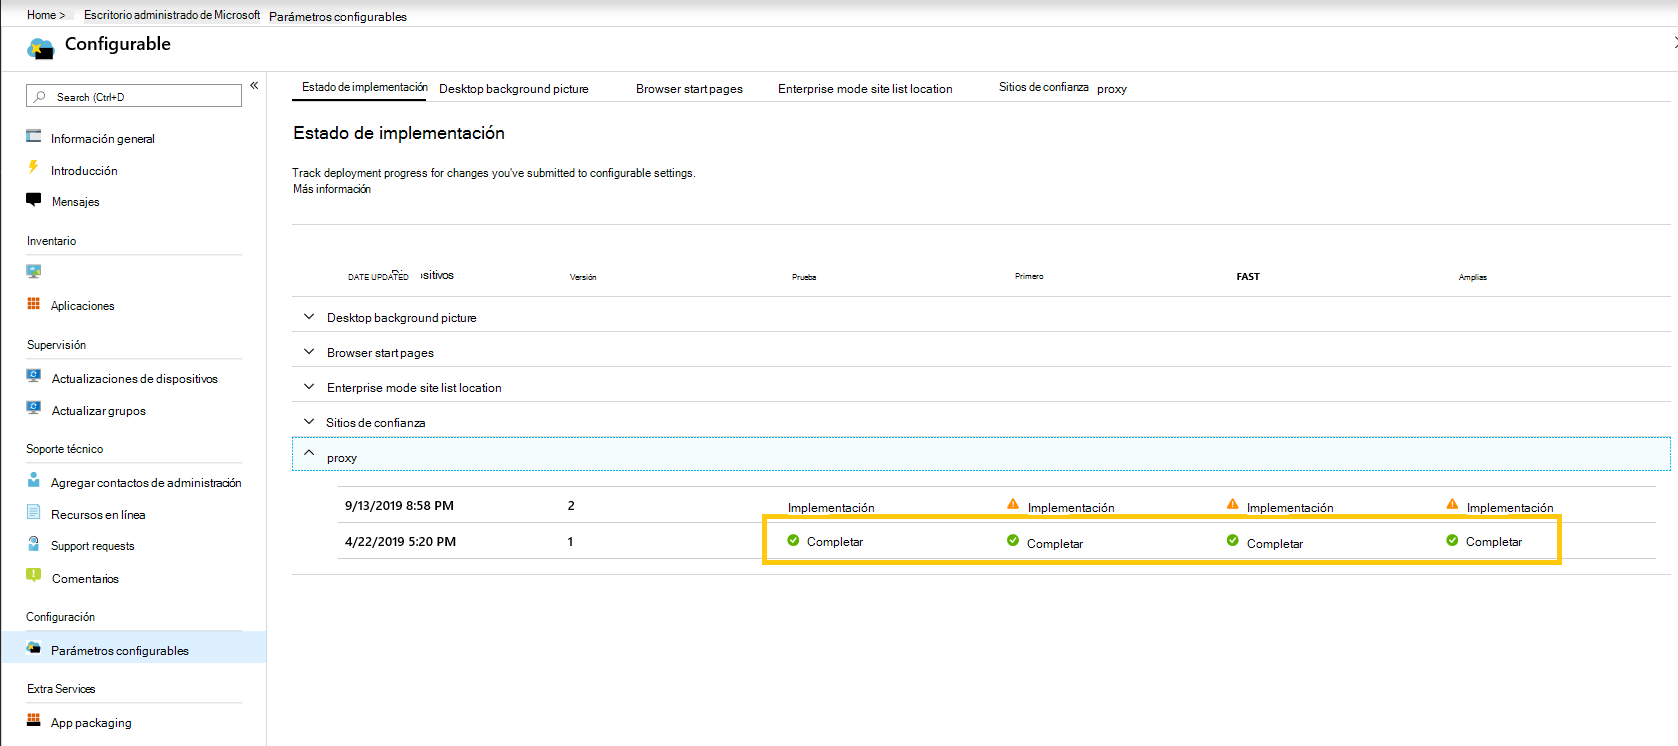 Home > Escritorio administrado de Microsoft Parámetros configurables
Configurable
Search (Ctrl+D
«
Información general
Introducción
Mensajes
Inventario
Aplicaciones
Supervisión
Actualizaciones de dispositivos
Actualizar grupos
Soporte técnico
Agregar contactos de administración
Recursos en línea
Support requests
Comentarios
Configuración
Parámetros configurables
Extra Services
App packaging
Estado de implementación Desktop background picture Browser start pages Enterprise mode site list location Sitios de confianza proxy
Estado de implementación
Track deployment progress for changes you've submitted to configurable settings.
Más información
DATE UPDATED Versión Prueba Primero FAST Amplias
Desktop background picture
Browser start pages
Enterprise mode site list location
Sitios de confianza
proxy
9/13/2019 8:58 PM 2 Implementación Implementación Implementación Implementación
4/22/2019 5:20 PM 1 Completar Completar Completar Completar